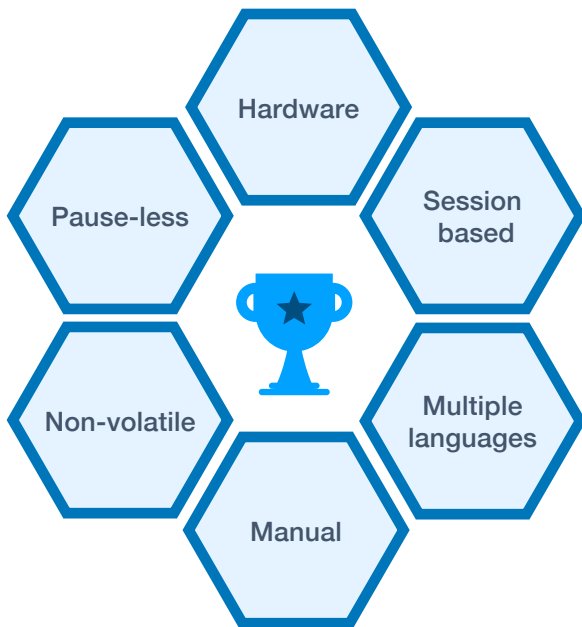 Hardware
Session
based
Multiple
languages
Manual
Non-volatile
Pause-less